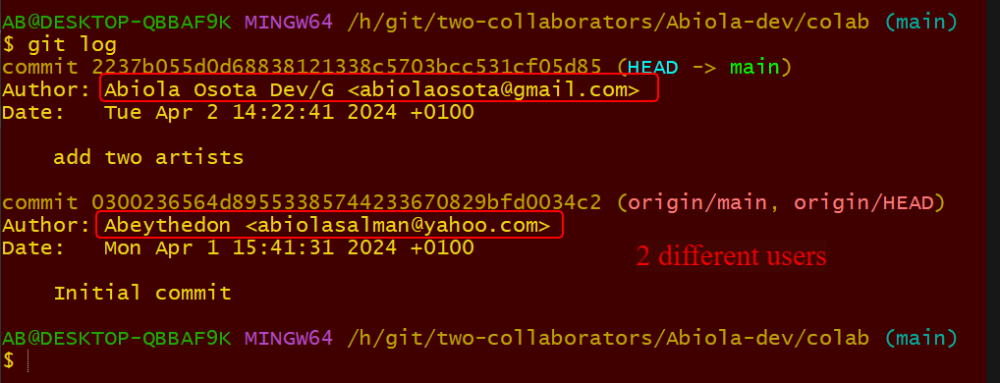 AB@DESKTOP-QBBAF9K MINGW64 /h/git/two-collaborators/Abiola-dev/colab (main)
$ git log
commit 2237b055d0d68838121338c5703bcc531cf05d85 (HEAD -> main)
Author: Abiola Osota Dev/G <abiolaosota@gmail.com>
Date:   Tue Apr 2 14:22:41 2024 +0100
add two artists
commit 0300236564d89553385744233670829bfd0034c2 (origin/main, origin/HEAD)
Author: Abeythedon <abiolasalman@yahoo.com>
Date:   Mon Apr 1 15:41:31 2024 +0100
2 different users
Initial commit
AB@DESKTOP-QBBAF9K MINGW64 /h/git/two-collaborators/Abiola-dev/colab (main)
$